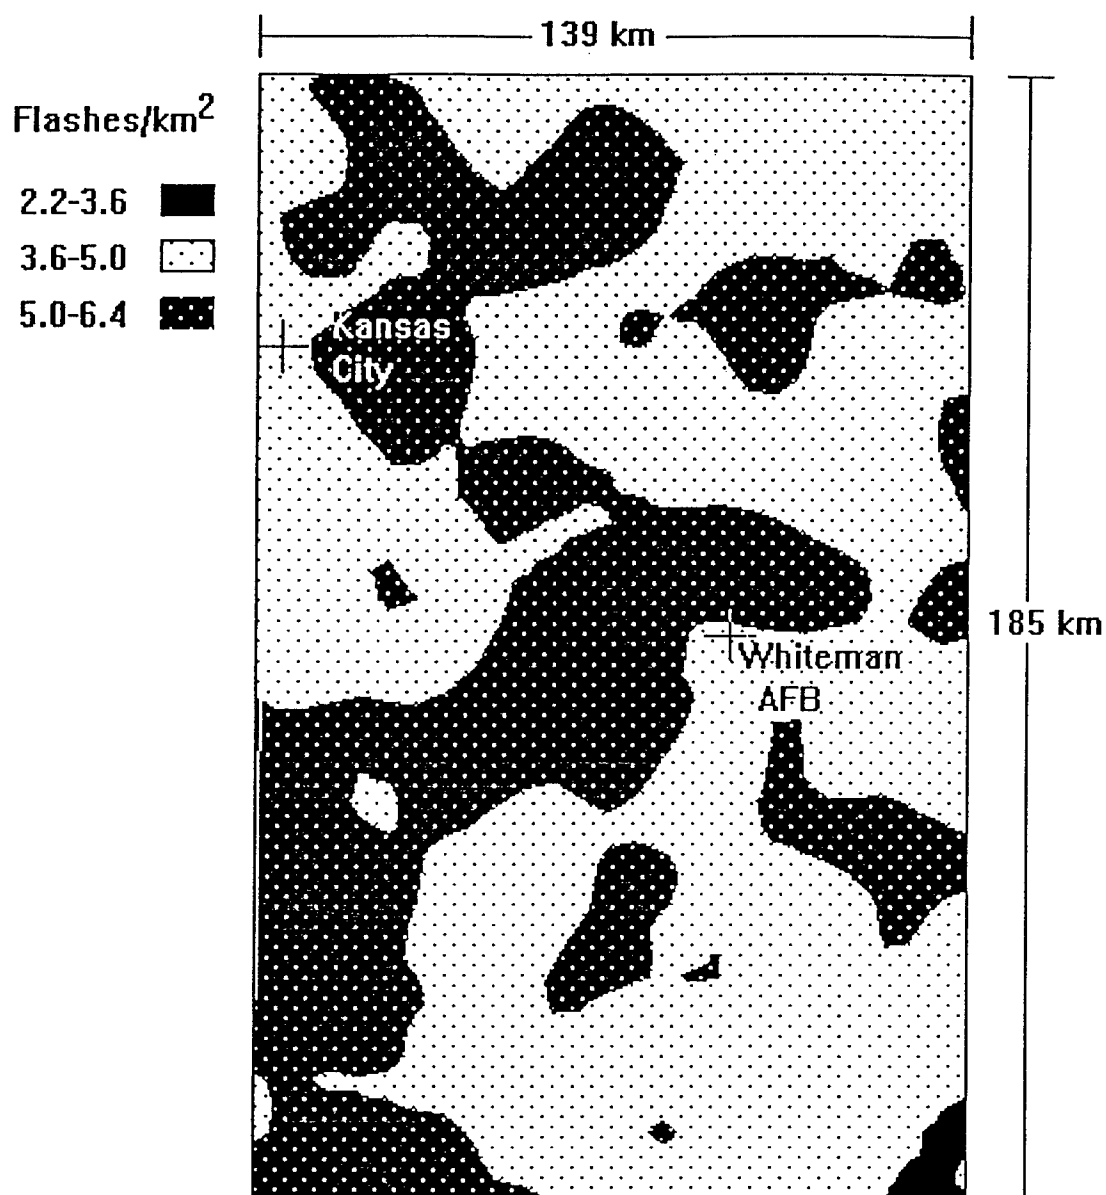 139 km
Flashes/km²
2.2-3.6
3.6-5.0
5.0-6.4
Kansas
City
185 km
Whiteman
AFB